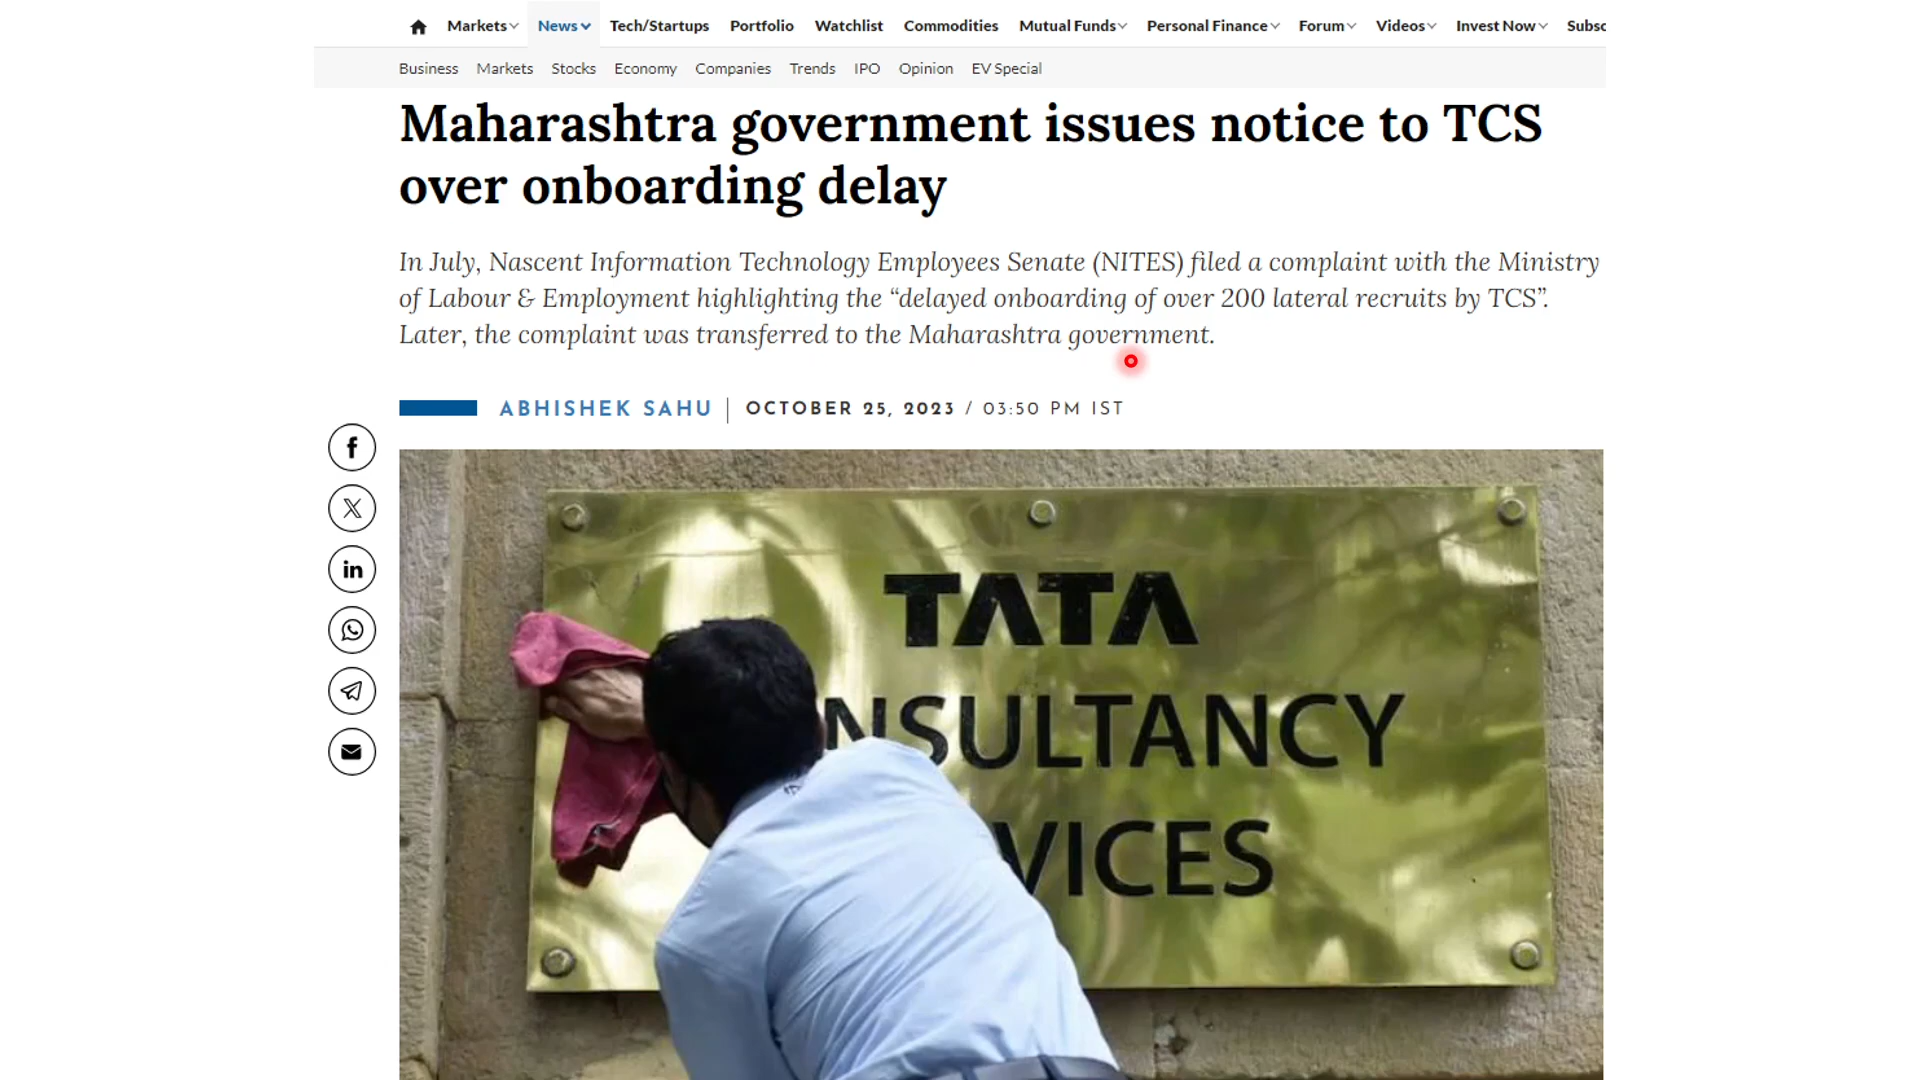 Markets News Tech/Startups Portfolio Watchlist Commodities Mutual Funds Personal Finance Forum Videos Invest Now Subsc
Business Markets Stocks Economy Companies Trends IPO Opinion EV Special
Maharashtra government issues notice to TCS
over onboarding delay
In July, Nascent Information Technology Employees Senate (NITES) filed a complaint with the Ministry
of Labour & Employment highlighting the “delayed onboarding of over 200 lateral recruits by TCS”.
Later, the complaint was transferred to the Maharashtra government.
ABHISHEK SAHU | OCTOBER 25, 2023 / 03:50 PM IST
TATA
NSULTANCY
VICES